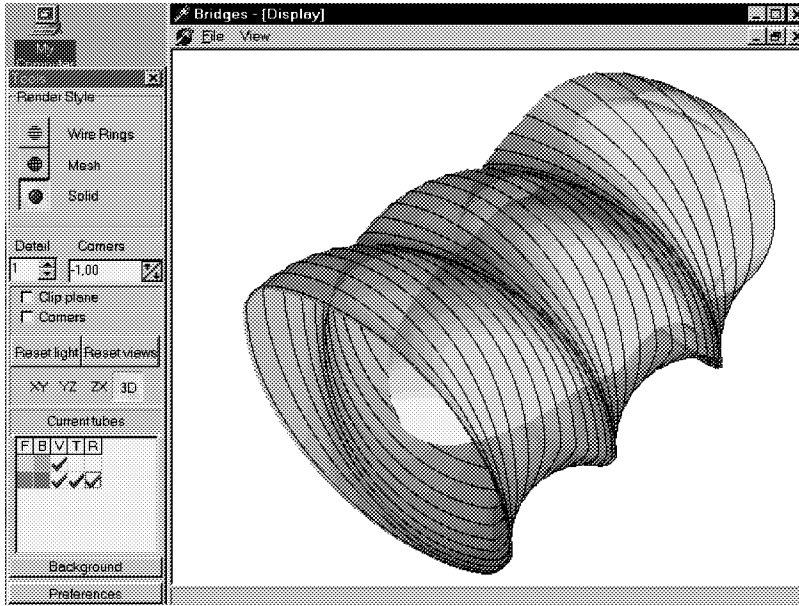 Bridges - [Display]
File View
My
Computer
Tools
Render Style
Wire Rings
Mesh
Solid
Detail Corners
1 -1,00
Clip plane
Corners
Reset light Reset views
XY YZ ZX 3D
Current tubes
F B V T R
Background
Preferences